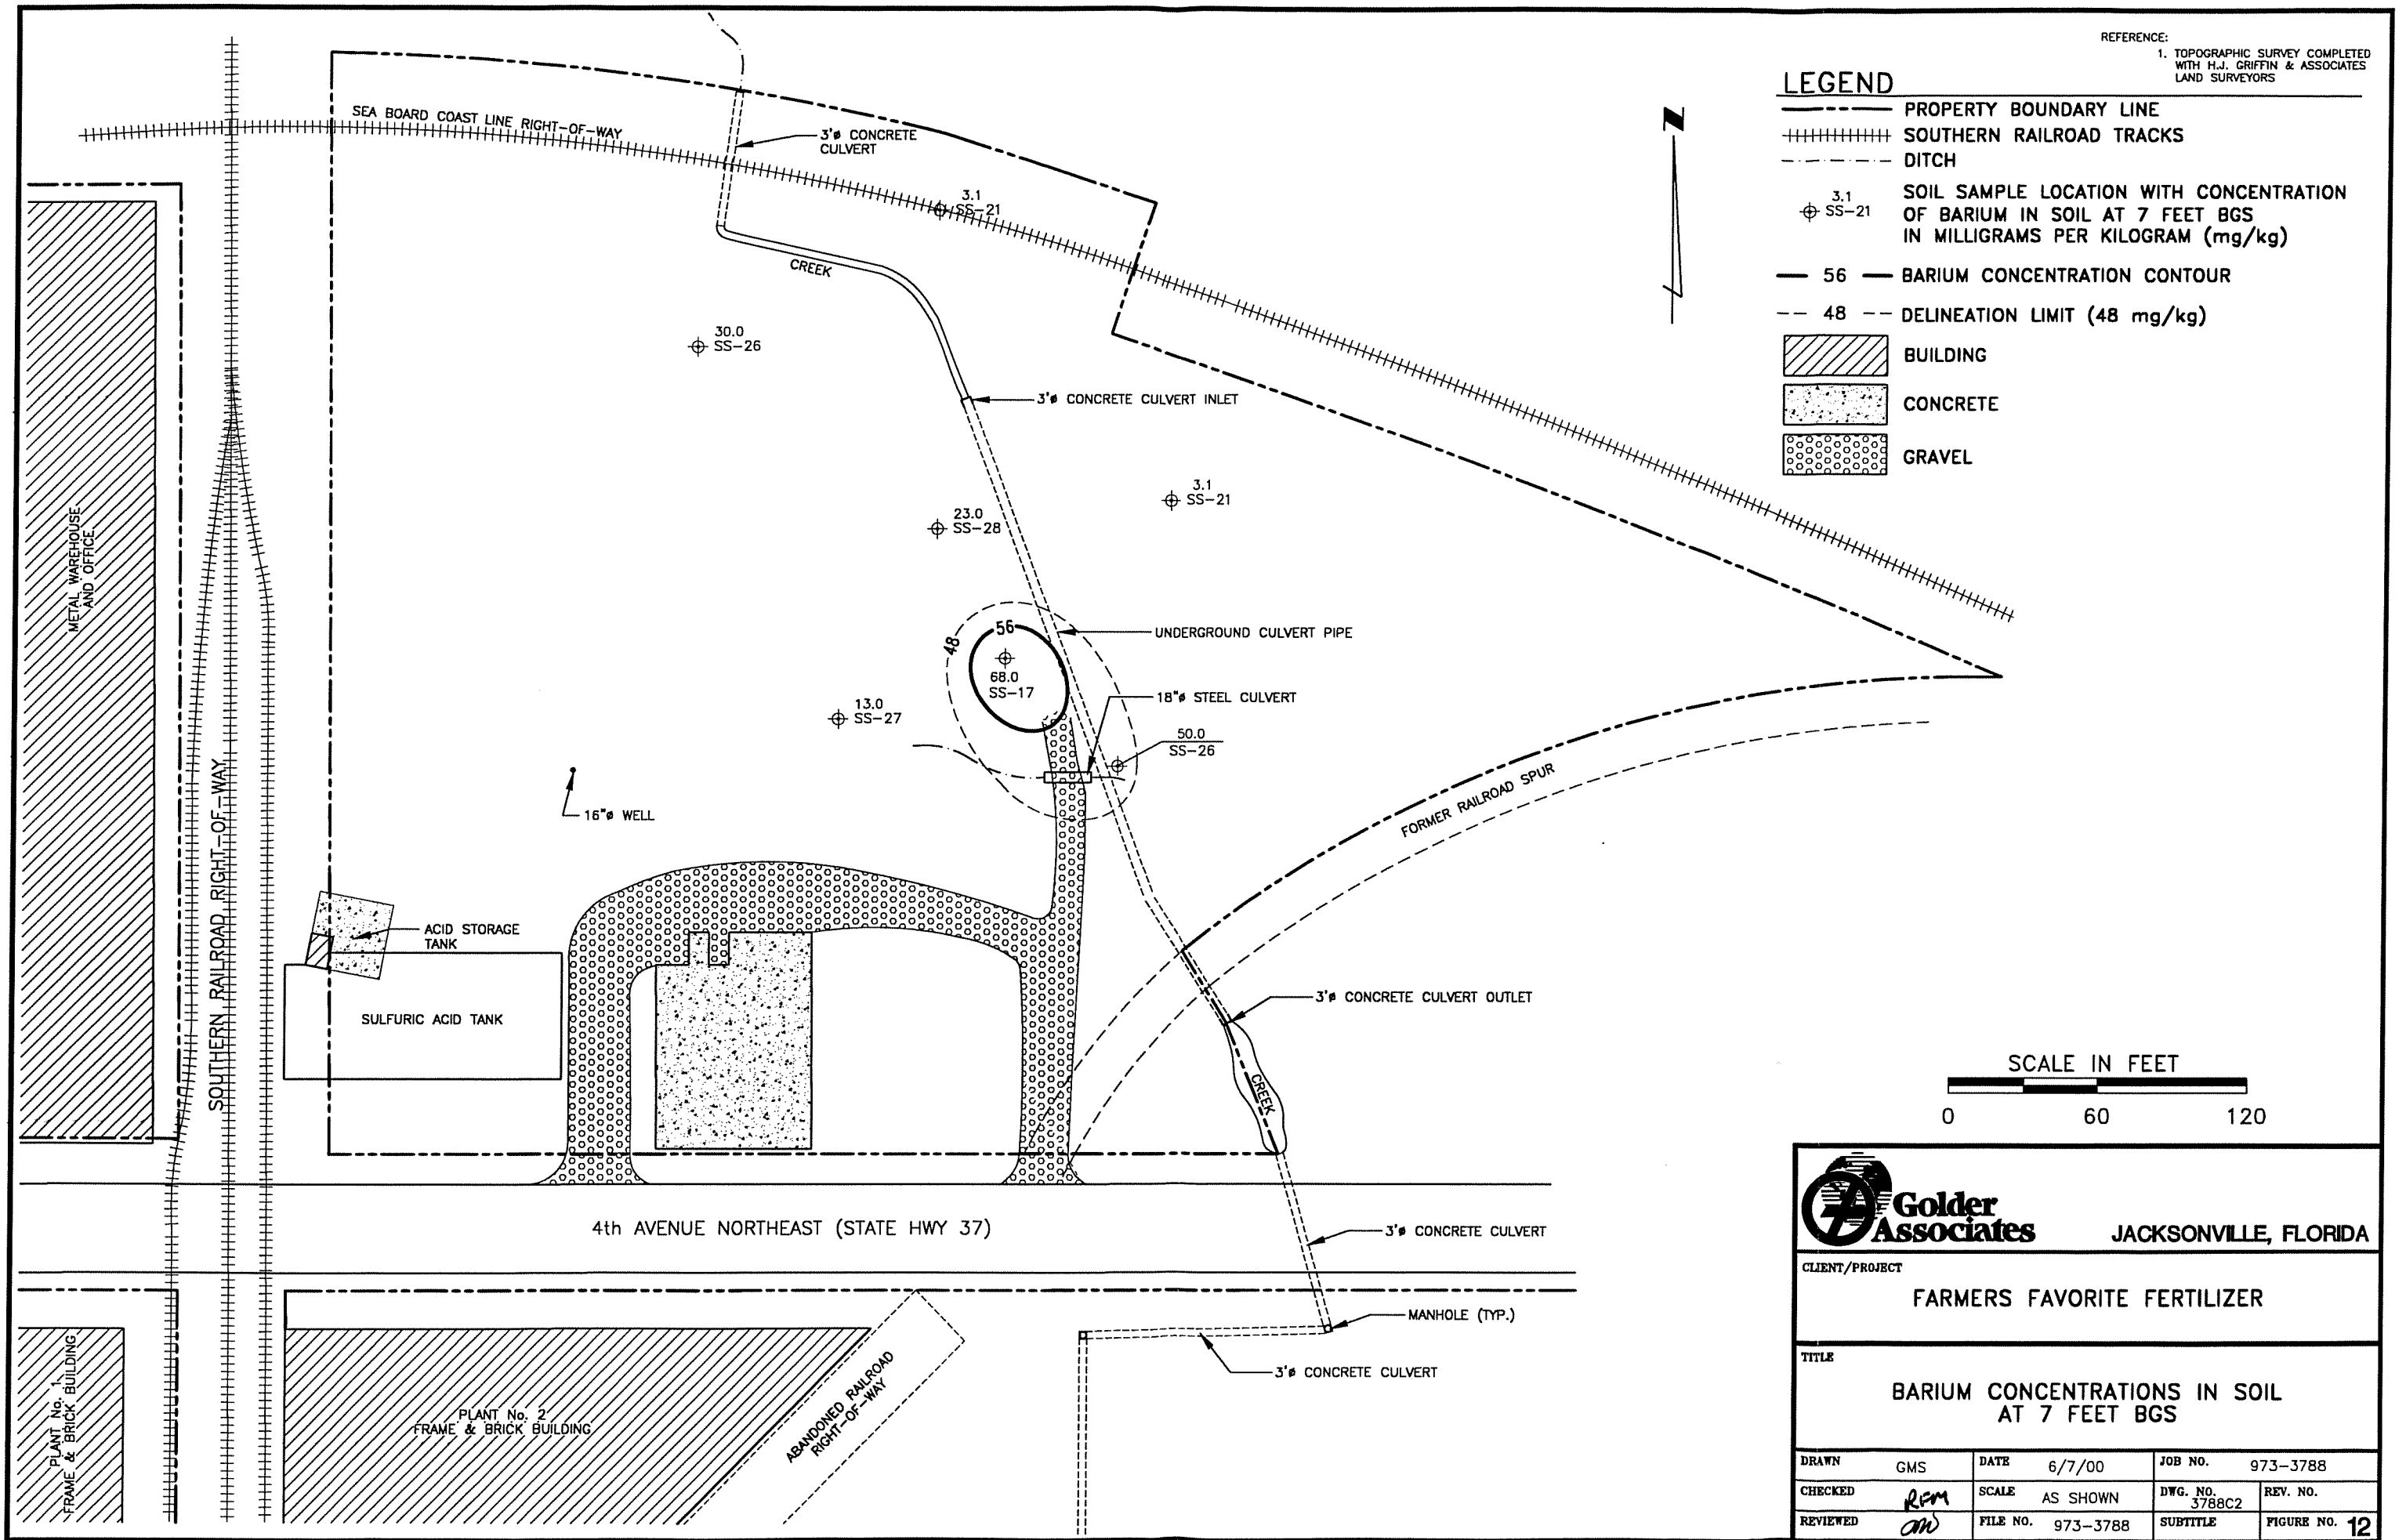 REFERENCE:
1. TOPOGRAPHIC SURVEY COMPLETED
WITH H.J. GRIFFIN & ASSOCIATES
LAND SURVEYORS
LEGEND
PROPERTY BOUNDARY LINE
SOUTHERN RAILROAD TRACKS
DITCH
3.1
SS-21
SOIL SAMPLE LOCATION WITH CONCENTRATION
OF BARIUM IN SOIL AT 7 FEET BGS
IN MILLIGRAMS PER KILOGRAM (mg/kg)
56 BARIUM CONCENTRATION CONTOUR
48 DELINEATION LIMIT (48 mg/kg)
BUILDING
CONCRETE
GRAVEL
N
SEA BOARD COAST LINE RIGHT-OF-WAY
3'ø CONCRETE
CULVERT
3.1
SS-21
CREEK
30.0
SS-26
3'ø CONCRETE CULVERT INLET
3.1
SS-21
23.0
SS-28
METAL WAREHOUSE
AND OFFICE
UNDERGROUND CULVERT PIPE
48
56
68.0
SS-17
18"ø STEEL CULVERT
13.0
SS-27
50.0
SS-26
16"ø WELL
FORMER RAILROAD SPUR
SOUTHERN RAILROAD RIGHT-OF-WAY
ACID STORAGE
TANK
SULFURIC ACID TANK
3'ø CONCRETE CULVERT OUTLET
CREEK
SCALE IN FEET
0 60 120
4th AVENUE NORTHEAST (STATE HWY 37)
3'ø CONCRETE CULVERT
MANHOLE (TYP.)
3'ø CONCRETE CULVERT
ABANDONED RAILROAD
RIGHT-OF-WAY
PLANT No. 1
FRAME & BRICK BUILDING
PLANT No. 2
FRAME & BRICK BUILDING
Golder
Associates
JACKSONVILLE, FLORIDA
CLIENT/PROJECT
FARMERS FAVORITE FERTILIZER
TITLE
BARIUM CONCENTRATIONS IN SOIL
AT 7 FEET BGS
DRAWN GMS DATE 6/7/00 JOB NO. 973-3788
CHECKED RFM SCALE AS SHOWN DWG. NO. 3788C2 REV. NO.
REVIEWED FILE NO. 973-3788 SUBTITLE FIGURE NO. 12